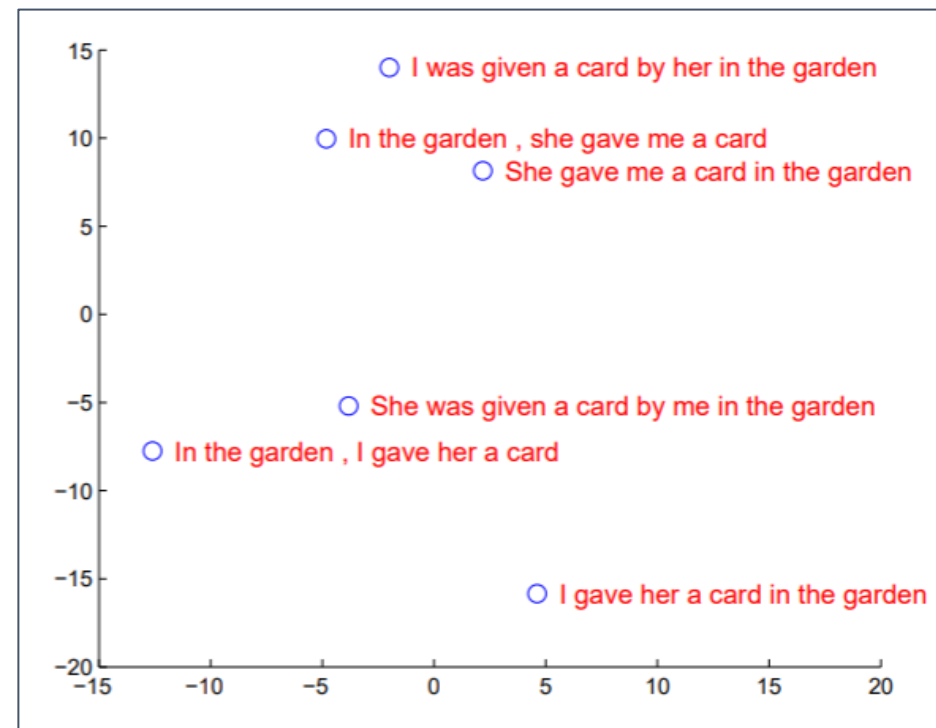 15
I was given a card by her in the garden
10
In the garden , she gave me a card
She gave me a card in the garden
5
0
−5
She was given a card by me in the garden
In the garden , I gave her a card
−10
−15
I gave her a card in the garden
−20
−15 −10 −5 0 5 10 15 20